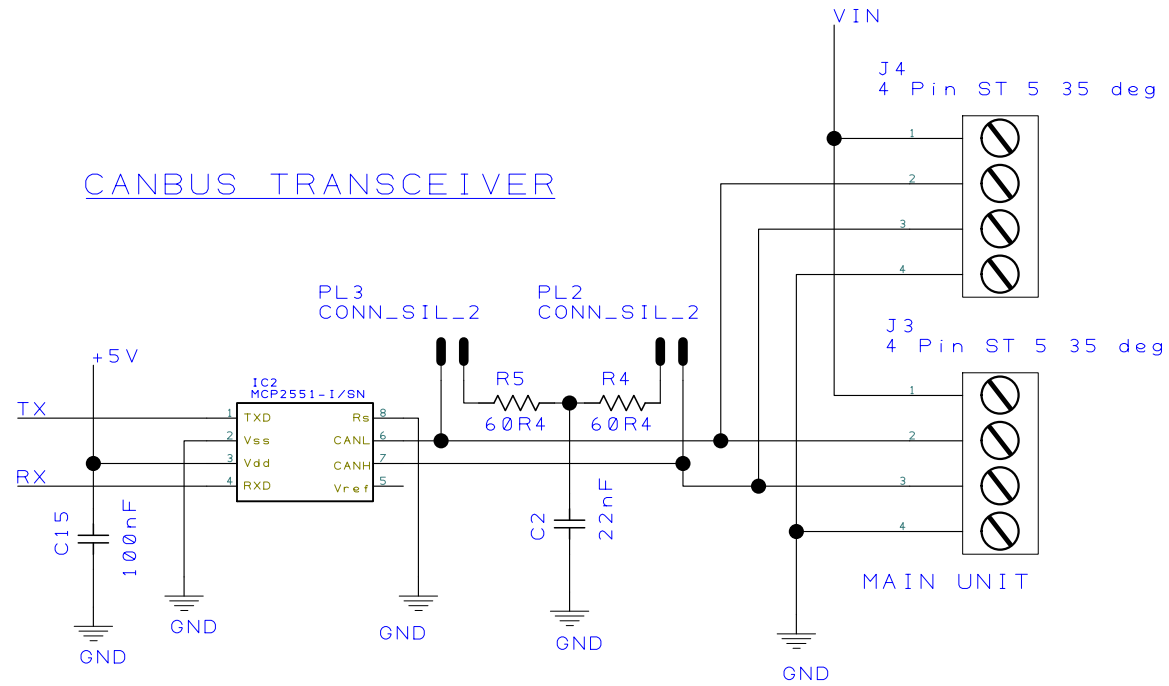 VIN
J4
4 Pin ST 5 35 deg
1
2
3
4
CANBUS TRANSCEIVER
PL3
CONN_SIL_2
PL2
CONN_SIL_2
J3
4 Pin ST 5 35 deg
1
2
3
4
MAIN UNIT
+5V
IC2
MCP2551-I/SN
TX
1 TXD Rs 8
2 Vss CANL 6
3 Vdd CANH 7
RX
4 RXD Vref 5
R5
60R4
R4
60R4
C15
100nF
C2
22nF
GND
GND
GND
GND
GND